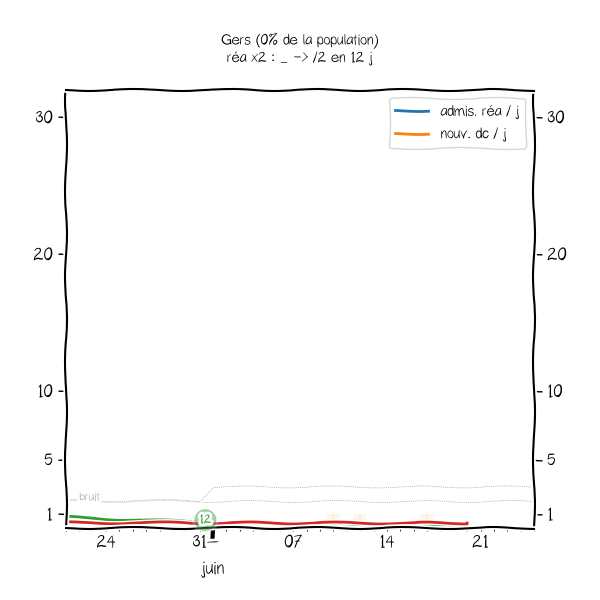 Gers (0% de la population)
réa x2 : _ -> /2 en 12 j
admis. réa / j
nouv. dc / j
30
30
20
20
10
10
5
5
bruit
1
12
1
24
31
07
14
21
juin